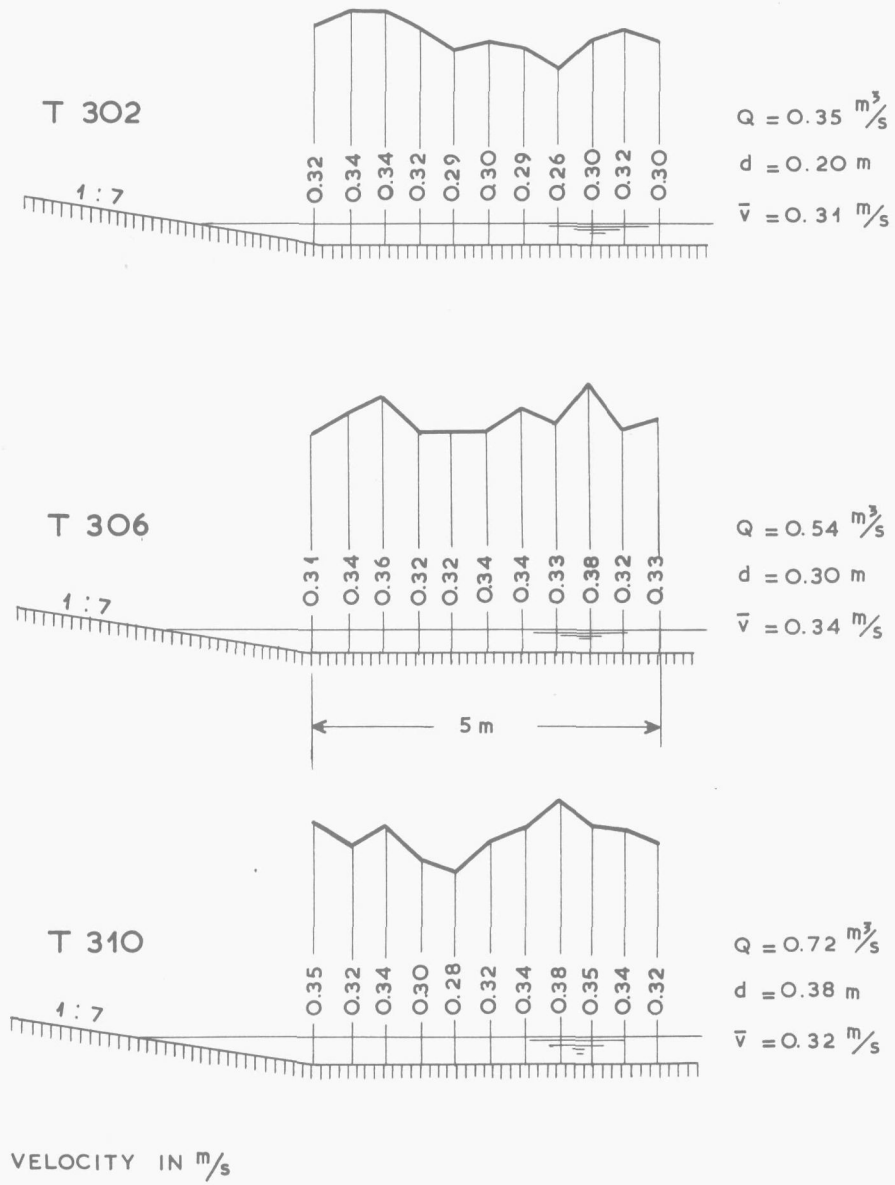 T 302
1 : 7
0.32 0.34 0.34 0.32 0.29 0.30 0.29 0.26 0.30 0.32 0.30
Q = 0.35 m³/s
d = 0.20 m
v̄ = 0.31 m/s
T 306
1 : 7
0.31 0.34 0.36 0.32 0.32 0.34 0.34 0.33 0.38 0.32 0.33
Q = 0.54 m³/s
d = 0.30 m
v̄ = 0.34 m/s
5 m
T 310
1 : 7
0.35 0.32 0.34 0.30 0.28 0.32 0.34 0.38 0.35 0.34 0.32
Q = 0.72 m³/s
d = 0.38 m
v̄ = 0.32 m/s
VELOCITY IN m/s